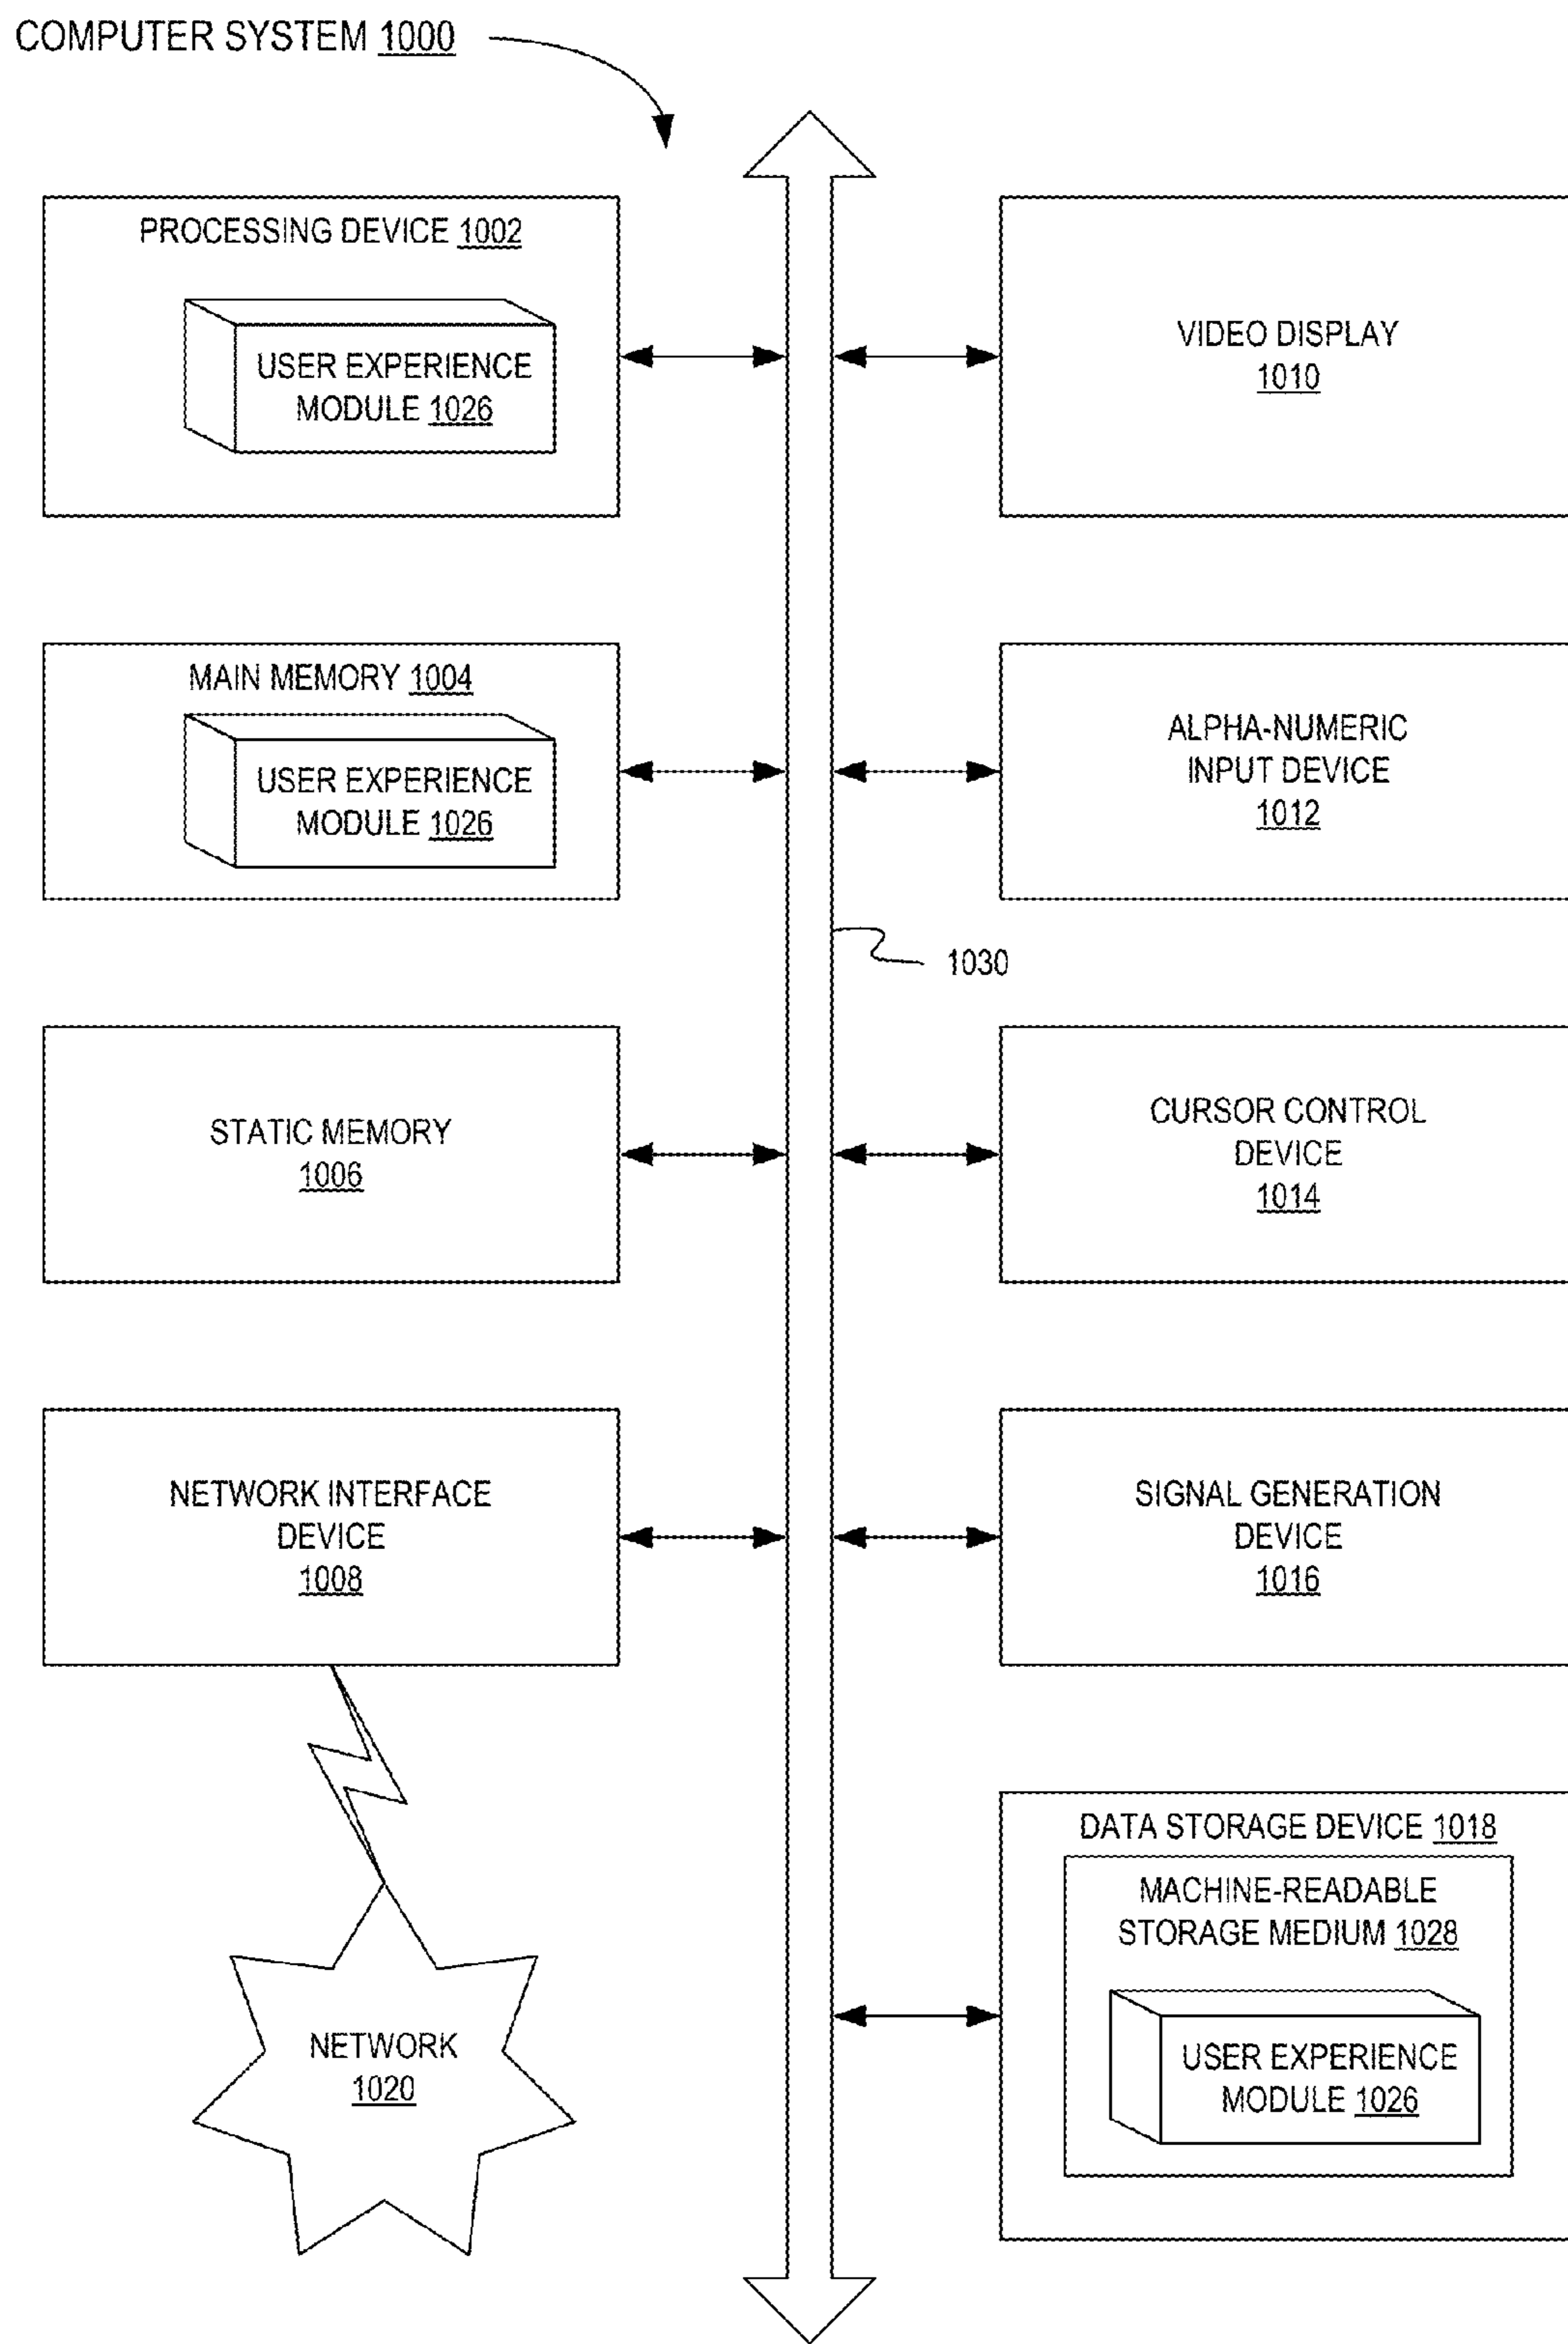 COMPUTER SYSTEM 1000
PROCESSING DEVICE 1002
USER EXPERIENCE
MODULE 1026
VIDEO DISPLAY
1010
MAIN MEMORY 1004
USER EXPERIENCE
MODULE 1026
ALPHA-NUMERIC
INPUT DEVICE
1012
1030
STATIC MEMORY
1006
CURSOR CONTROL
DEVICE
1014
NETWORK INTERFACE
DEVICE
1008
SIGNAL GENERATION
DEVICE
1016
DATA STORAGE DEVICE 1018
MACHINE-READABLE
STORAGE MEDIUM 1028
USER EXPERIENCE
MODULE 1026
NETWORK
1020